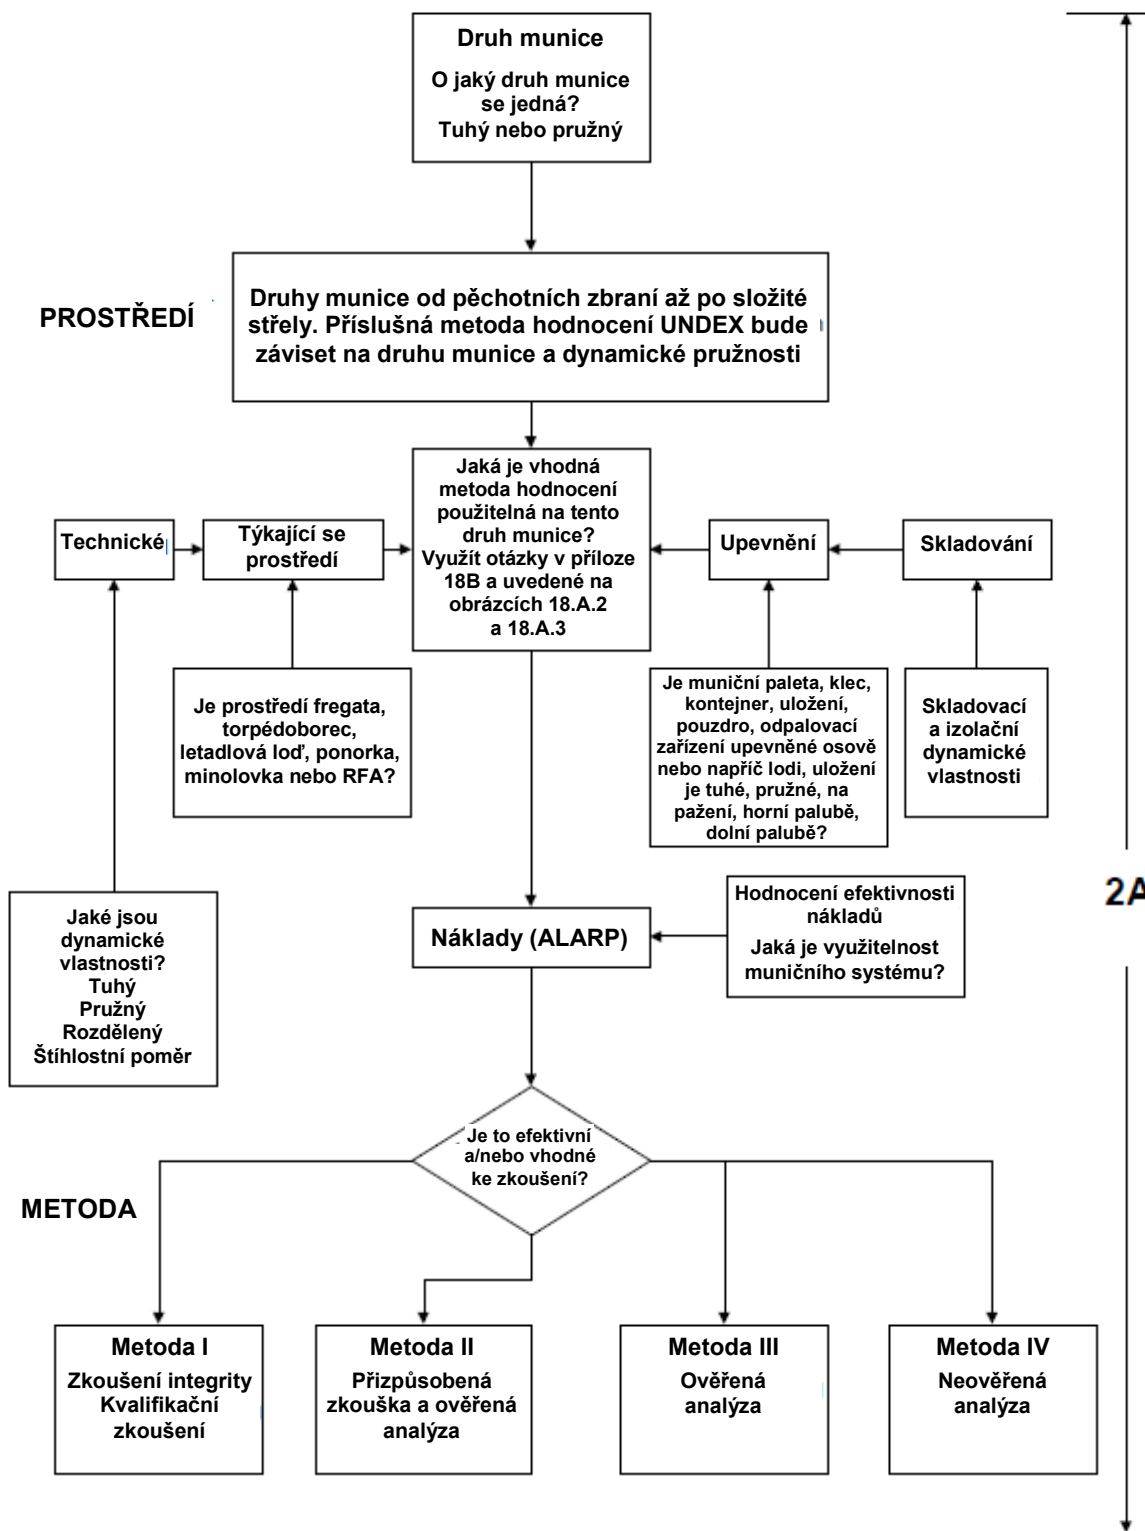 Druh munice
O jaký druh munice
se jedná?
Tuhý nebo pružný
PROSTŘEDÍ
Druhy munice od pěchotních zbraní až po složité
střely. Příslušná metoda hodnocení UNDEX bude
záviset na druhu munice a dynamické pružnosti
Jaká je vhodná
metoda hodnocení
použitelná na tento
druh munice?
Využít otázky v příloze
18B a uvedené na
obrázcích 18.A.2
a 18.A.3
Technické
Týkající se
prostředí
Upevnění
Skladování
Je prostředí fregata,
torpédoborec,
letadlová loď, ponorka,
minolovka nebo RFA?
Je muniční paleta, klec,
kontejner, uložení,
pouzdro, odpalovací
zařízení upevněné osově
nebo napříč lodi, uložení
je tuhé, pružné, na
pažení, horní palubě,
dolní palubě?
Skladovací
a izolační
dynamické
vlastnosti
2A
Jaké jsou
dynamické
vlastnosti?
Tuhý
Pružný
Rozdělený
Štíhlostní poměr
Náklady (ALARP)
Hodnocení efektivnosti
nákladů
Jaká je využitelnost
muničního systému?
Je to efektivní
a/nebo vhodné
ke zkoušení?
METODA
Metoda I
Zkoušení integrity
Kvalifikační
zkoušení
Metoda II
Přizpůsobená
zkouška a ověřená
analýza
Metoda III
Ověřená
analýza
Metoda IV
Neověřená
analýza